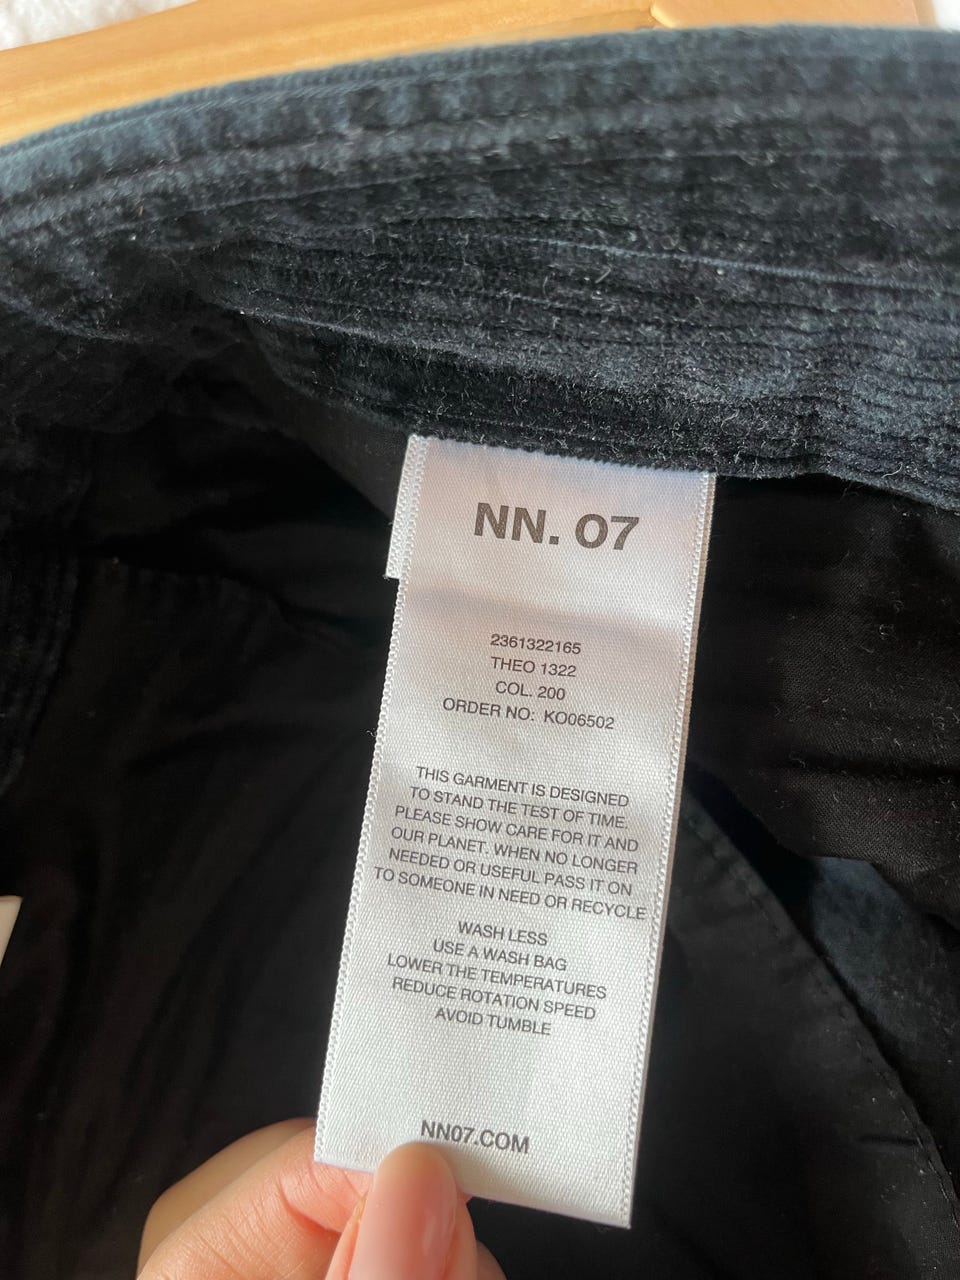 NN. 07
2361322165
THEO 1322
COL. 200
ORDER NO: KO06502
THIS GARMENT IS DESIGNED
TO STAND THE TEST OF TIME.
PLEASE SHOW CARE FOR IT AND
OUR PLANET. WHEN NO LONGER
NEEDED OR USEFUL PASS IT ON
TO SOMEONE IN NEED OR RECYCLE
WASH LESS
USE A WASH BAG
LOWER THE TEMPERATURES
REDUCE ROTATION SPEED
AVOID TUMBLE
NN07.COM